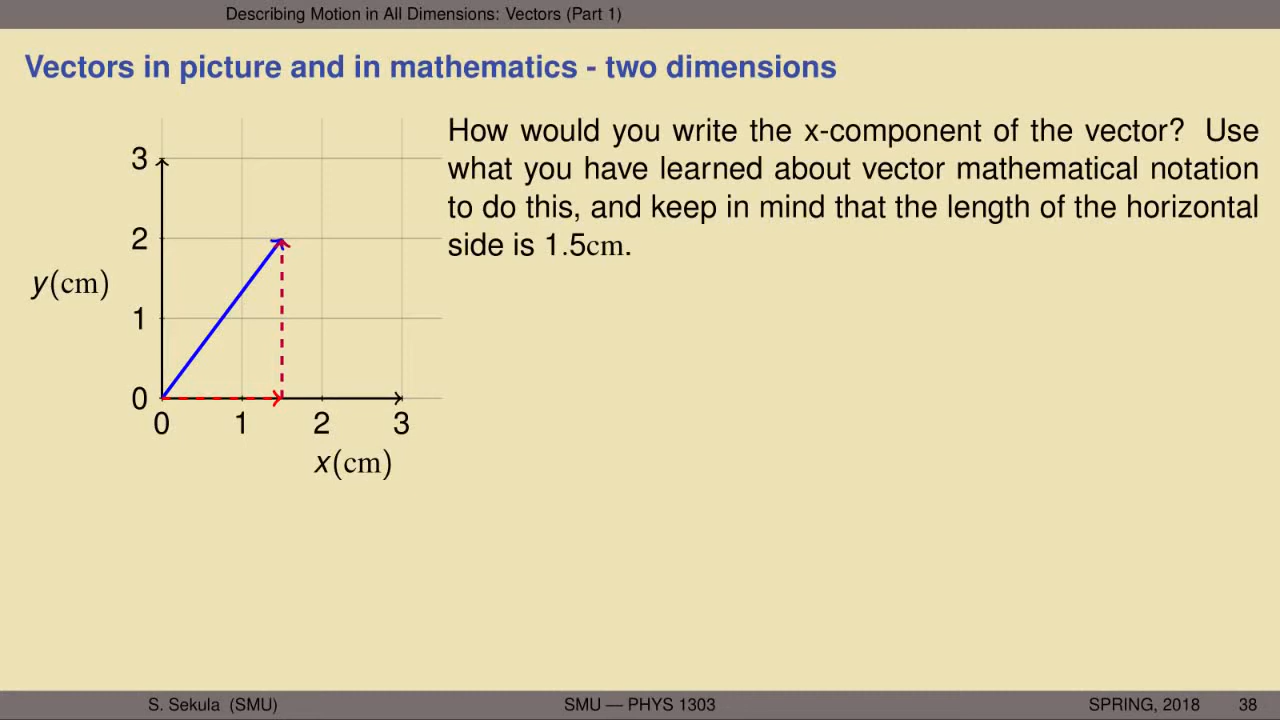 Describing Motion in All Dimensions: Vectors (Part 1)
Vectors in picture and in mathematics - two dimensions
How would you write the x-component of the vector? Use
what you have learned about vector mathematical notation
to do this, and keep in mind that the length of the horizontal
side is 1.5cm.
3
2
y(cm)
1
0
0 1 2 3
x(cm)
S. Sekula (SMU) SMU — PHYS 1303 SPRING, 2018 38